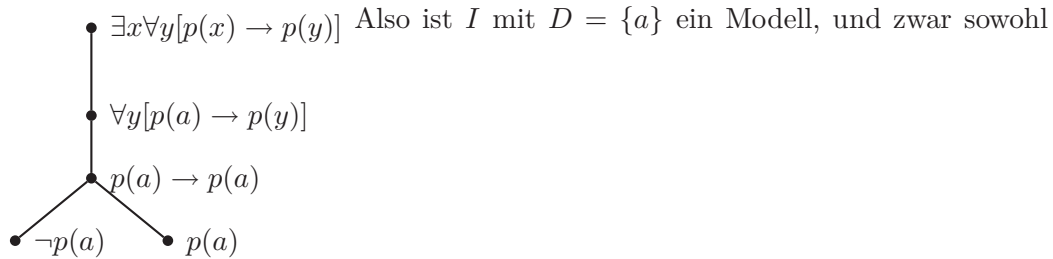 ∃x∀y[p(x) → p(y)] Also ist I mit D = {a} ein Modell, und zwar sowohl
∀y[p(a) → p(y)]
p(a) → p(a)
¬p(a) p(a)